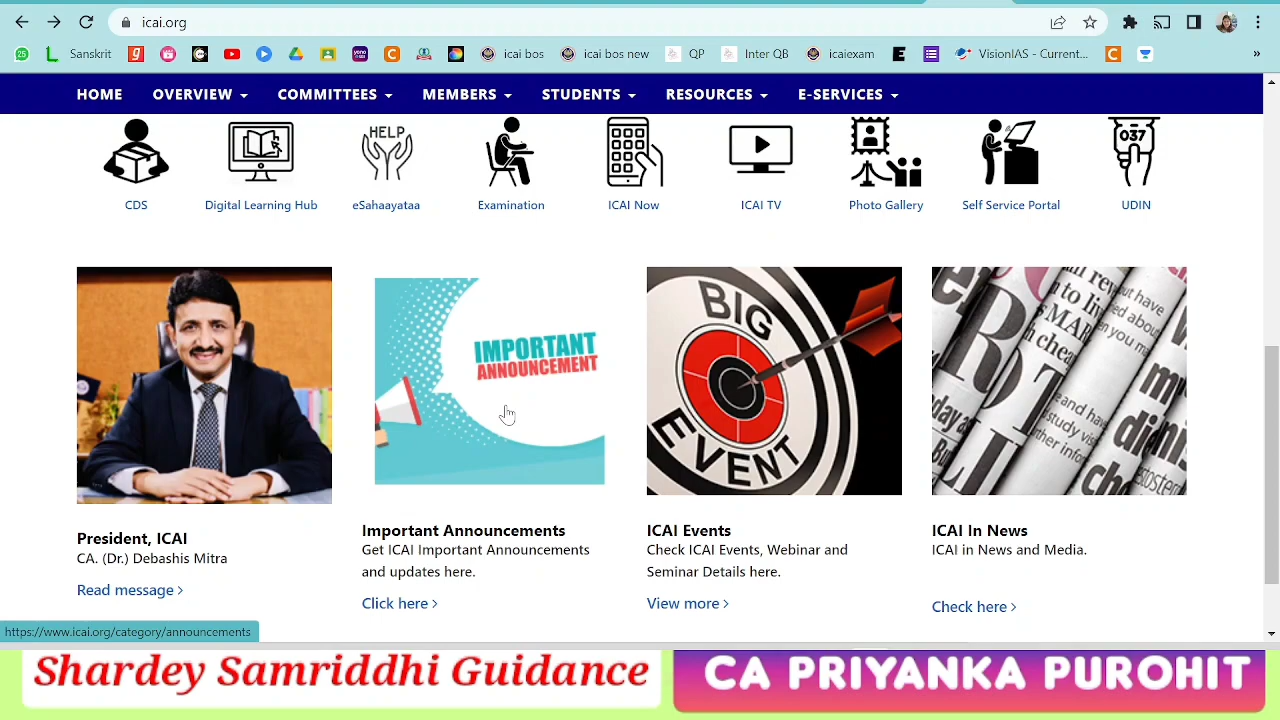 icai.org
Sanskrit
icai bos
icai bos new
QP
Inter QB
icaiexam
VisionIAS - Current...
»
HOME OVERVIEW COMMITTEES MEMBERS STUDENTS RESOURCES E-SERVICES
HELP
037
CDS
Digital Learning Hub
eSahaayataa
Examination
ICAI Now
ICAI TV
Photo Gallery
Self Service Portal
UDIN
IMPORTANT
ANNOUNCEMENT
BIG
EVENT
President, ICAI
CA. (Dr.) Debashis Mitra
Read message >
Important Announcements
Get ICAI Important Announcements
and updates here.
Click here >
ICAI Events
Check ICAI Events, Webinar and
Seminar Details here.
View more >
ICAI In News
ICAI in News and Media.
Check here >
https://www.icai.org/category/announcements
Shardey Samriddhi Guidance
CA PRIYANKA PUROHIT